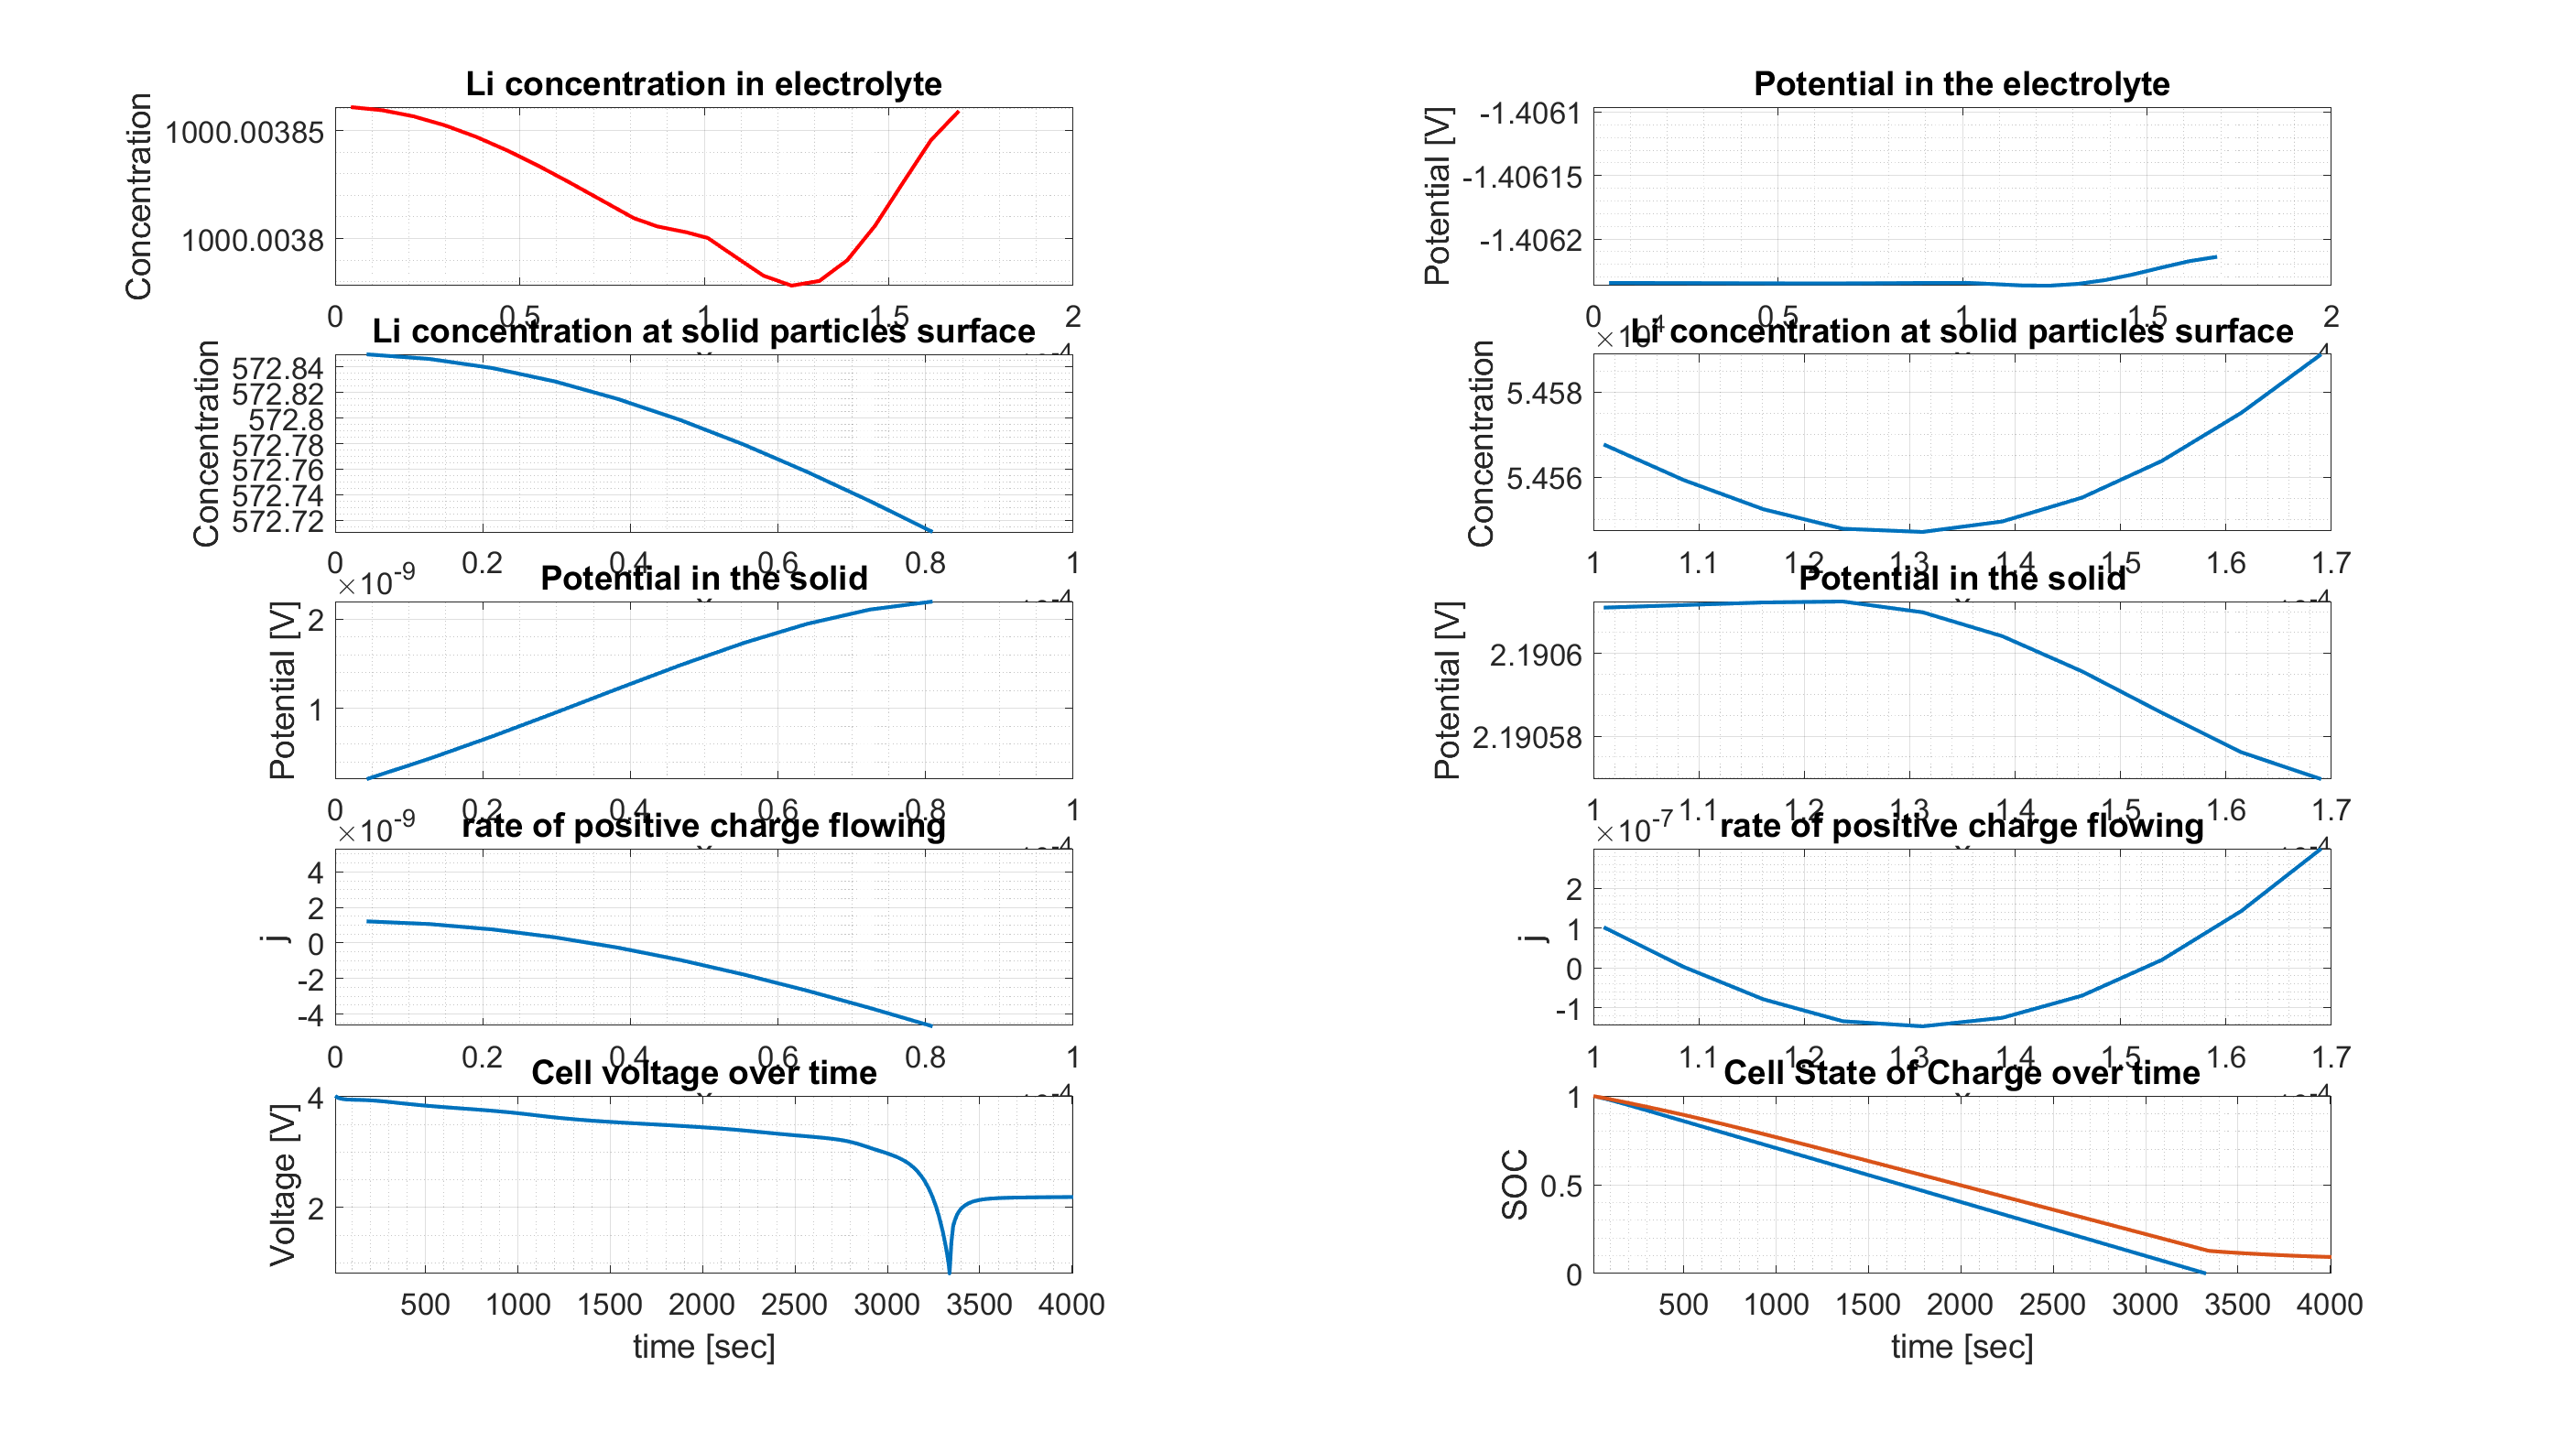 Li concentration in electrolyte
Concentration
1000.00385
1000.0038
0 0.5 1 1.5 2
Potential in the electrolyte
Potential [V]
-1.4061
-1.40615
-1.4062
0 0.5 1 1.5 2
Li concentration at solid particles surface
Concentration
572.84
572.82
572.8
572.78
572.76
572.74
572.72
0 0.2 0.4 0.6 0.8 1
Li concentration at solid particles surface
×10⁴
Concentration
5.458
5.456
1 1.1 1.2 1.3 1.4 1.5 1.6 1.7
Potential in the solid
×10⁻⁹
Potential [V]
2
1
0 0.2 0.4 0.6 0.8 1
Potential in the solid
Potential [V]
2.1906
2.19058
1 1.1 1.2 1.3 1.4 1.5 1.6 1.7
rate of positive charge flowing
×10⁻⁹
j
4
2
0
-2
-4
0 0.2 0.4 0.6 0.8 1
rate of positive charge flowing
×10⁻⁷
j
2
1
0
-1
1 1.1 1.2 1.3 1.4 1.5 1.6 1.7
Cell voltage over time
Voltage [V]
4
2
500 1000 1500 2000 2500 3000 3500 4000
time [sec]
Cell State of Charge over time
SOC
1
0.5
0
500 1000 1500 2000 2500 3000 3500 4000
time [sec]